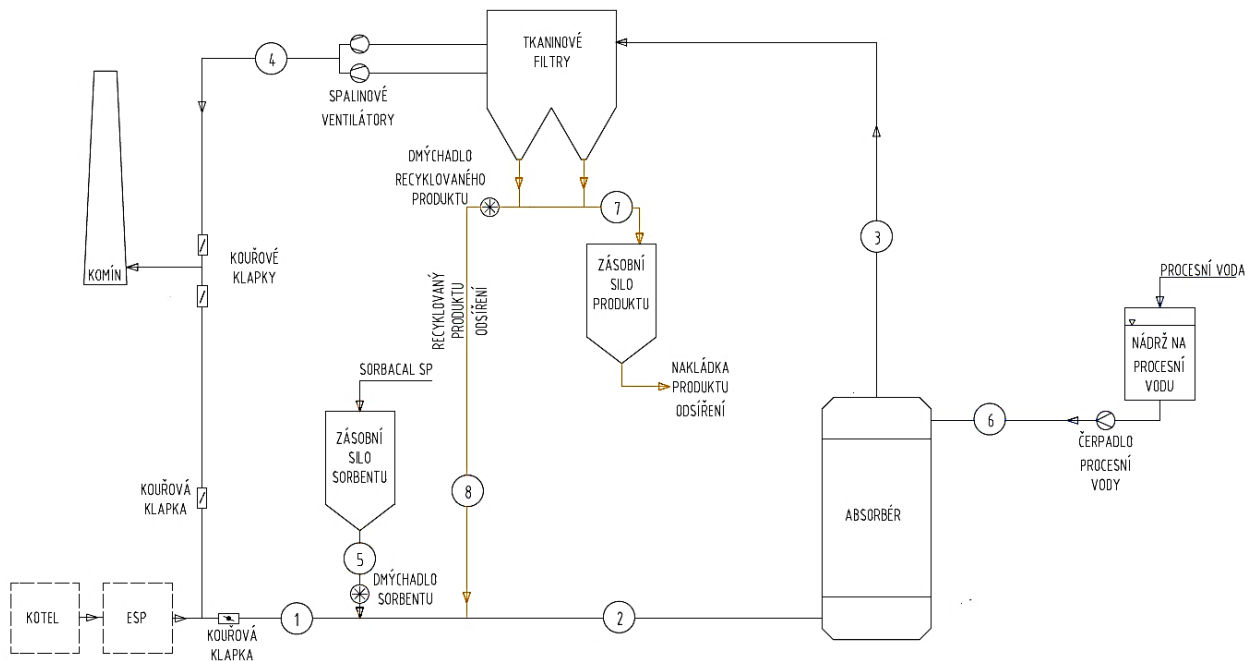 TKANINOVÉ
FILTRY
4
SPALINOVÉ
VENTILÁTORY
DMÝCHADLO
RECYKLOVANÉHO
PRODUKTU
7
3
KOMÍN
KOUŘOVÉ
KLAPKY
RECYKLOVANÝ
PRODUKTU
ODSÍŘENÍ
ZÁSOBNÍ
SILO
PRODUKTU
PROCESNÍ VODA
NÁDRŽ NA
PROCESNÍ
VODU
SORBACAL SP
NAKLÁDKA
PRODUKTU
ODSÍŘENÍ
6
ČERPADLO
PROCESNÍ
VODY
ZÁSOBNÍ
SILO
SORBENTU
KOUŘOVÁ
KLAPKA
8
ABSORBÉR
5
DMÝCHADLO
SORBENTU
KOTEL
ESP
KOUŘOVÁ
KLAPKA
1
2